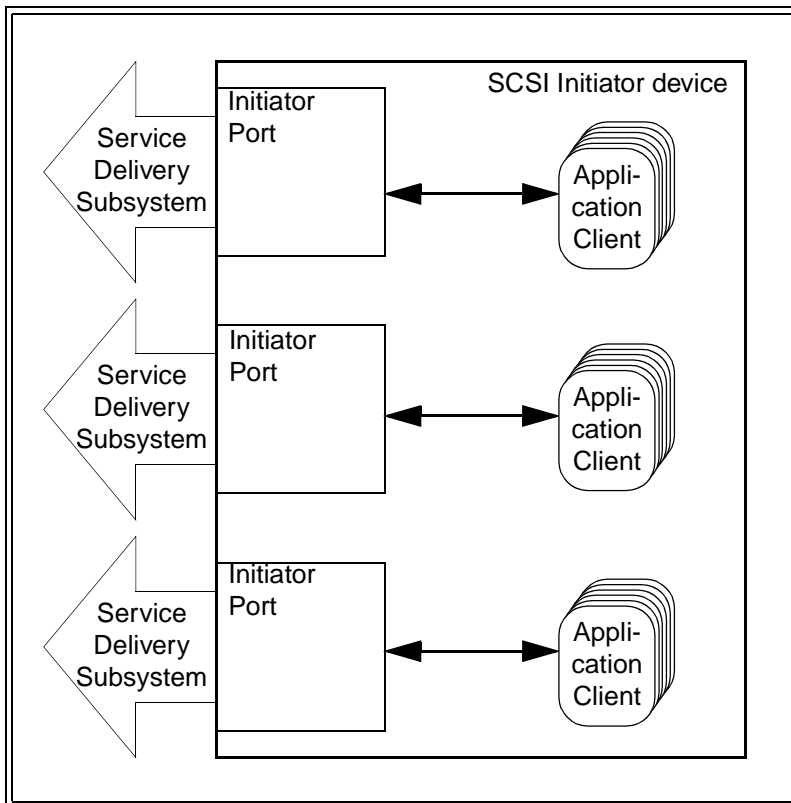 SCSI Initiator device
Service
Delivery
Subsystem
Initiator
Port
Appli-
cation
Client
Service
Delivery
Subsystem
Initiator
Port
Appli-
cation
Client
Service
Delivery
Subsystem
Initiator
Port
Appli-
cation
Client